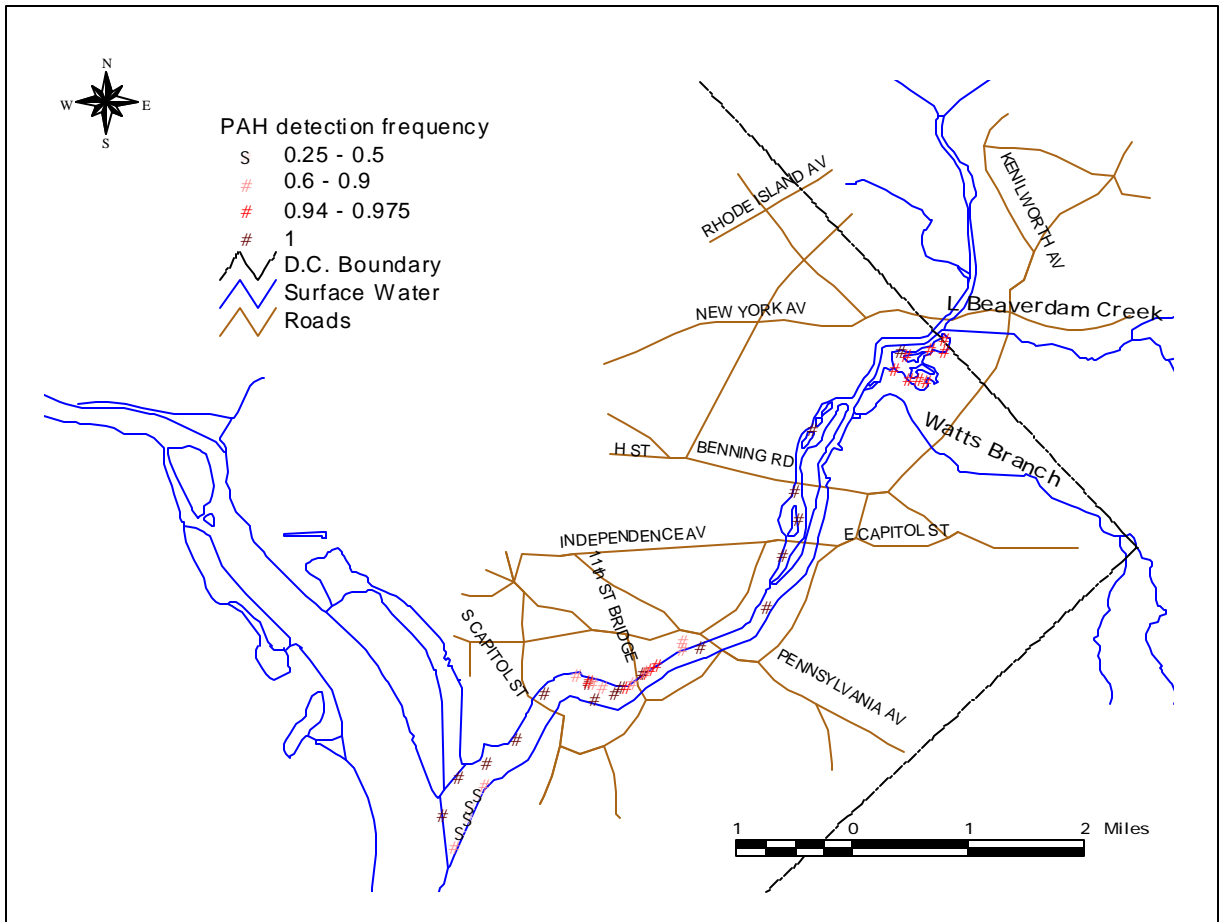 N
W E
S
PAH detection frequency
S 0.25 - 0.5
# 0.6 - 0.9
# 0.94 - 0.975
# 1
D.C. Boundary
Surface Water
Roads
RHODE ISLAND AV
KENILWORTH AV
NEW YORK AV
L Beaverdam Creek
Watts Branch
H ST
BENNING RD
INDEPENDENCE AV
E CAPITOL ST
11th ST BRIDGE
S CAPITOL ST
PENNSYLVANIA AV
1 0 1 2 Miles